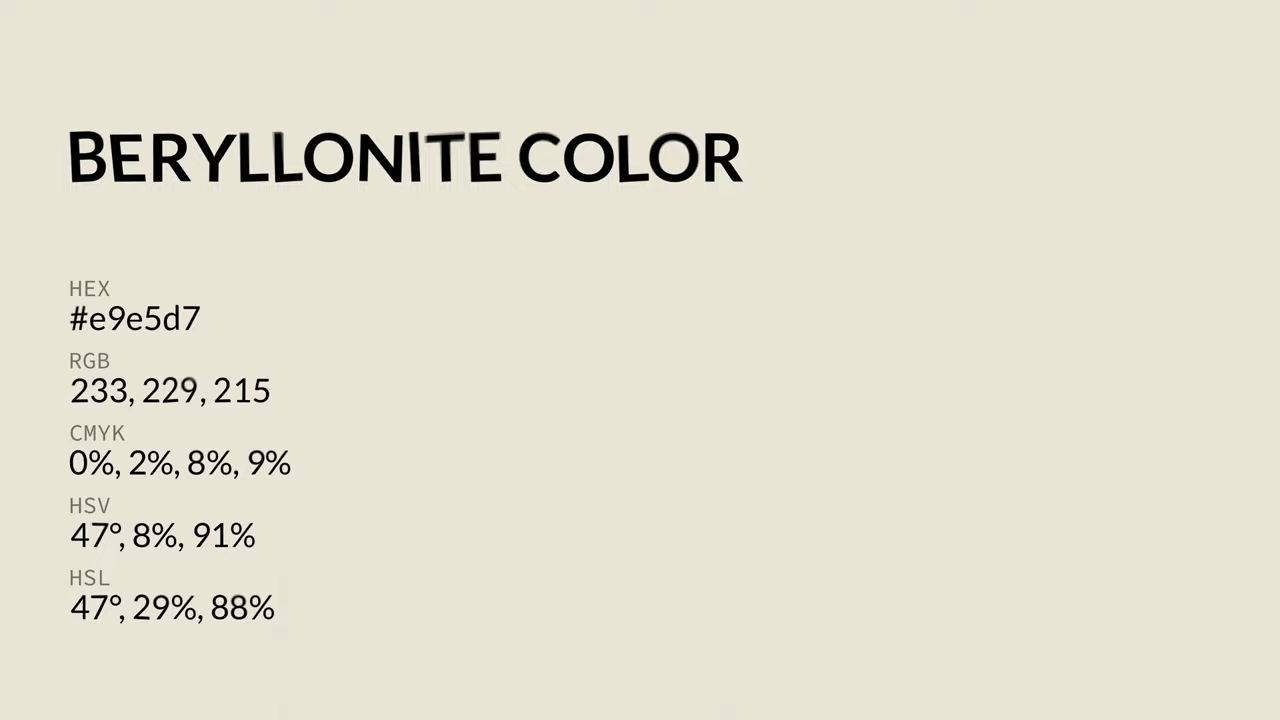 BERYLLONITE COLOR
HEX
#e9e5d7
RGB
233, 229, 215
CMYK
0%, 2%, 8%, 9%
HSV
47°, 8%, 91%
HSL
47°, 29%, 88%